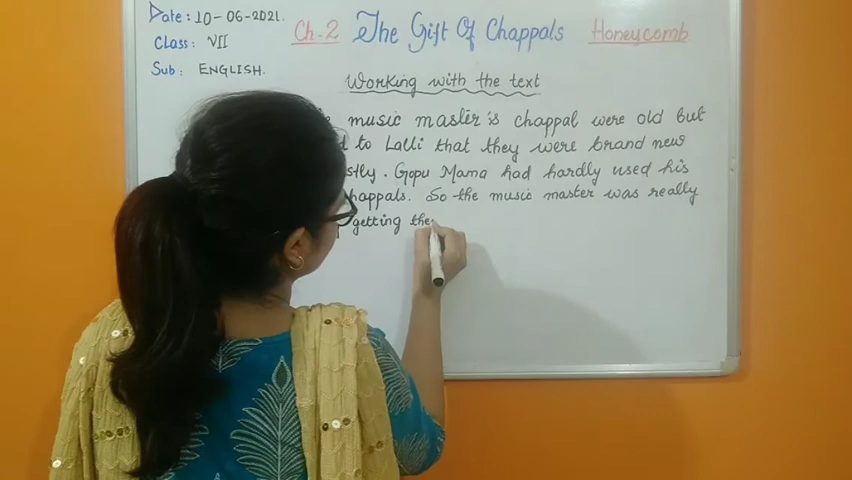 Date: 10-06-2021.
Ch-2 The Gift Of Chappals Honeycomb
Class: VII
Sub: ENGLISH.
Working with the text
music master's chappal were old but
to Lalli that they were brand new
Gopu Mama had hardly used his
So the music master was really
getting the